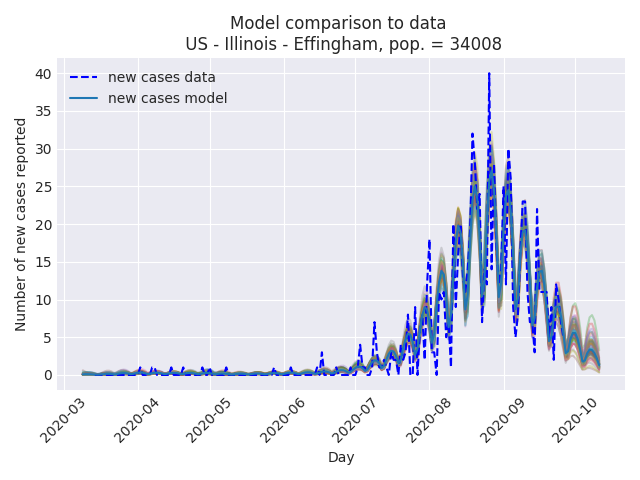 Model comparison to data
US - Illinois - Effingham, pop. = 34008
new cases data
new cases model
Number of new cases reported
40
35
30
25
20
15
10
5
0
2020-03
2020-04
2020-05
2020-06
2020-07
2020-08
2020-09
2020-10
Day